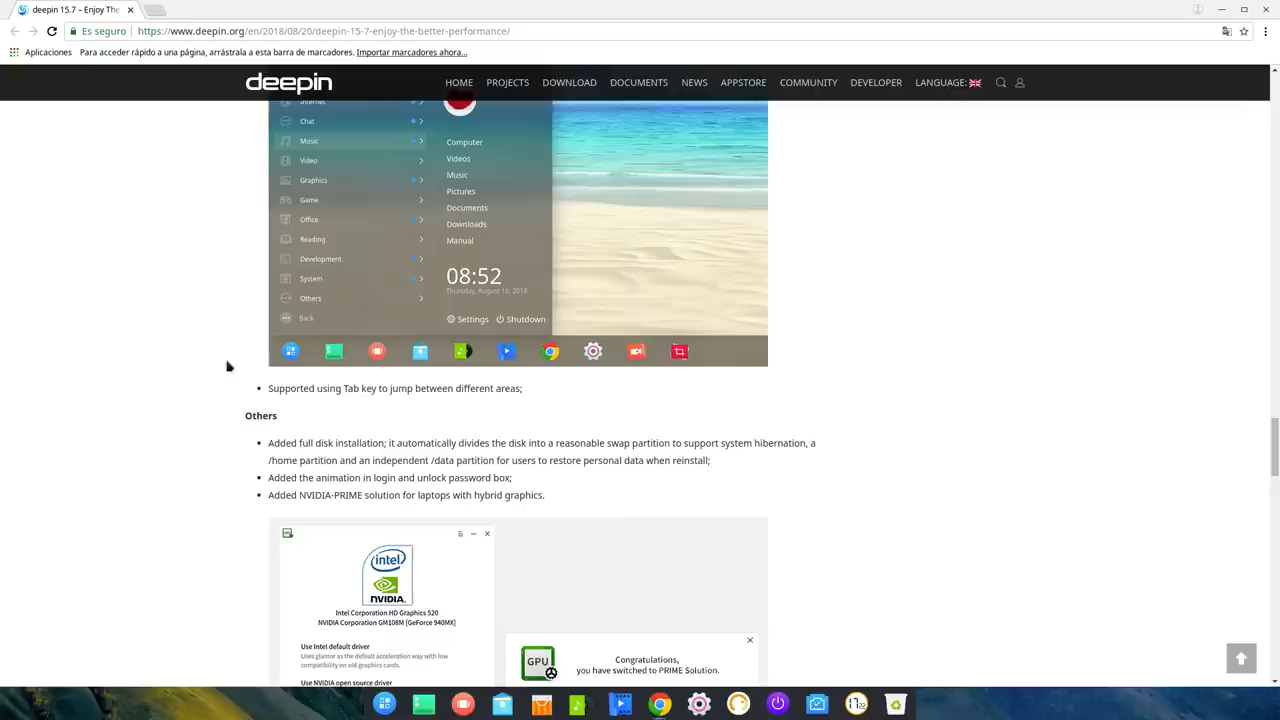 deepin 15.7 – Enjoy The
Es seguro https://www.deepin.org/en/2018/08/20/deepin-15-7-enjoy-the-better-performance/
Aplicaciones Para acceder rápido a una página, arrástrala a esta barra de marcadores. Importar marcadores ahora...
deepin HOME PROJECTS DOWNLOAD DOCUMENTS NEWS APPSTORE COMMUNITY DEVELOPER LANGUAGE:
Internet
Chat
Music
Video
Graphics
Game
Office
Reading
Development
System
Others
Back
Computer
Videos
Music
Pictures
Documents
Downloads
Manual
08:52
Thursday, August 16, 2018
Settings Shutdown
Supported using Tab key to jump between different areas;
Others
Added full disk installation; it automatically divides the disk into a reasonable swap partition to support system hibernation, a
/home partition and an independent /data partition for users to restore personal data when reinstall;
Added the animation in login and unlock password box;
Added NVIDIA-PRIME solution for laptops with hybrid graphics.
intel
NVIDIA.
Intel Corporation HD Graphics 520
NVIDIA Corporation GM108M [GeForce 940MX]
Use Intel default driver
Uses glamor as the default acceleration way with low
compatibility on old graphics cards.
Use NVIDIA open source driver
GPU
Congratulations,
you have switched to PRIME Solution.